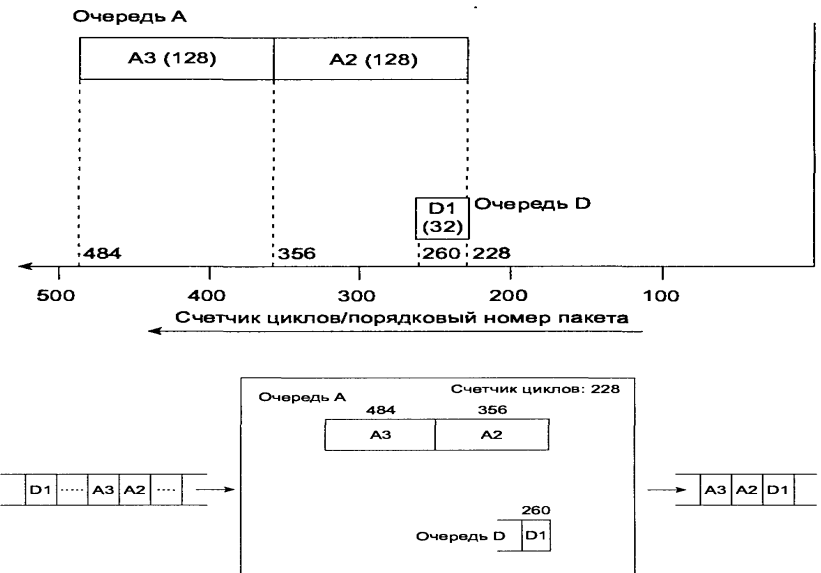 Очередь A
A3 (128) A2 (128)
D1
(32)
Очередь D
484 356 260 228
500 400 300 200 100
Счетчик циклов/порядковый номер пакета
Очередь A
Счетчик циклов: 228
484 356
A3 A2
D1 ..... A3 A2 ....
A3 A2 D1
260
Очередь D D1